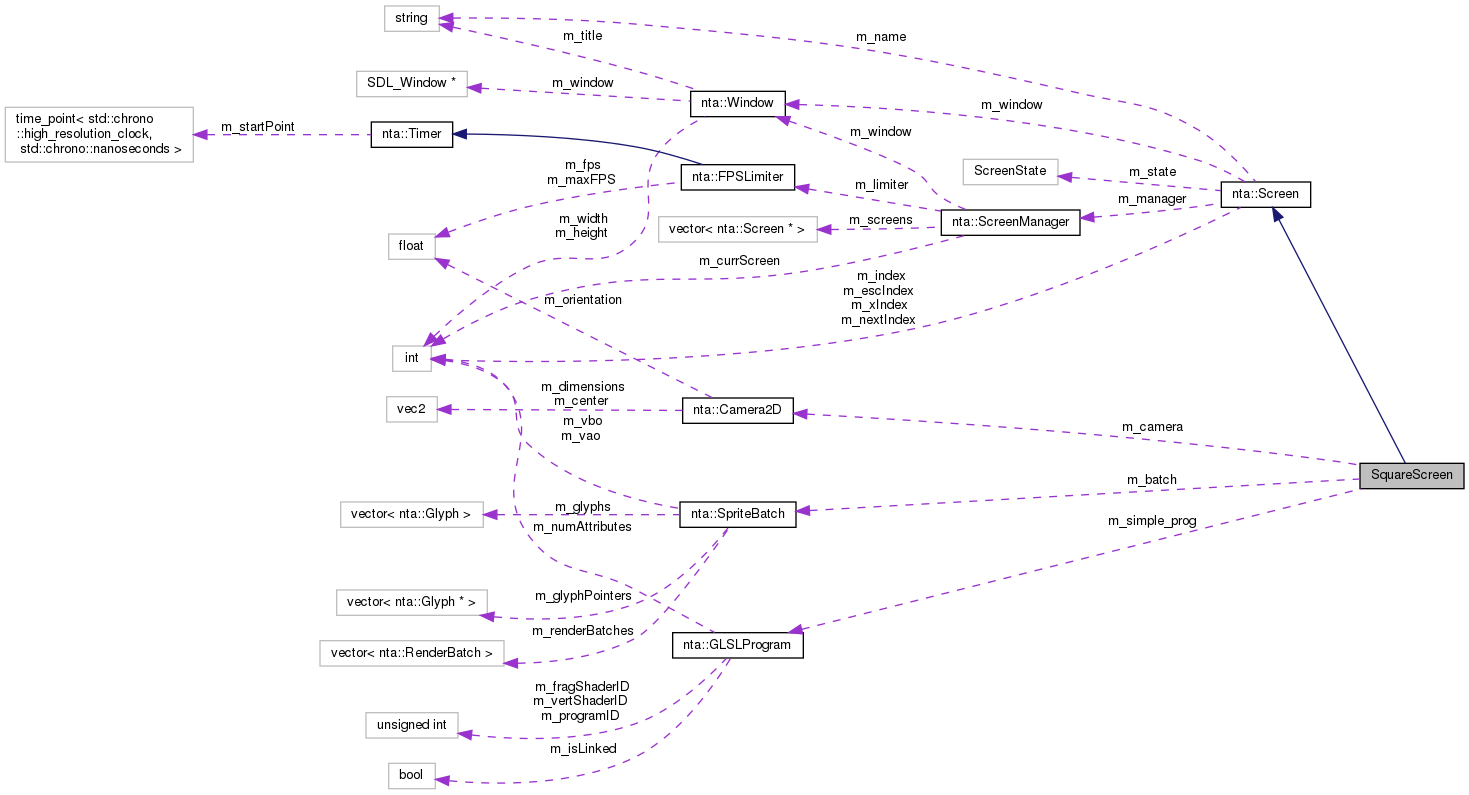 string
m_name
m_title
SDL_Window *
m_window
nta::Window
m_window
time_point< std::chrono
::high_resolution_clock,
std::chrono::nanoseconds >
m_startPoint
nta::Timer
m_window
m_fps
m_maxFPS
nta::FPSLimiter
m_limiter
ScreenState
m_state
nta::Screen
m_manager
m_width
m_height
vector< nta::Screen * >
m_screens
nta::ScreenManager
float
m_currScreen
m_orientation
m_index
m_escIndex
m_xIndex
m_nextIndex
int
m_dimensions
m_center
vec2
nta::Camera2D
m_camera
m_vbo
m_vao
SquareScreen
m_batch
vector< nta::Glyph >
m_glyphs
nta::SpriteBatch
m_numAttributes
m_simple_prog
vector< nta::Glyph * >
m_glyphPointers
m_renderBatches
vector< nta::RenderBatch >
nta::GLSLProgram
m_fragShaderID
m_vertShaderID
m_programID
unsigned int
m_isLinked
bool